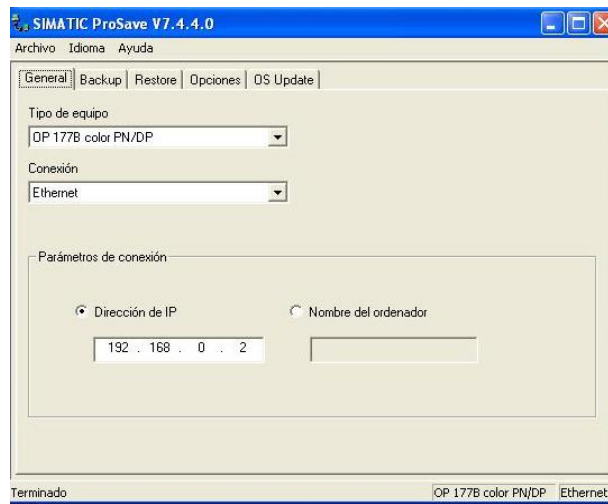 SIMATIC ProSave V7.4.4.0
Archivo Idioma Ayuda
General Backup Restore Opciones OS Update
Tipo de equipo
OP 177B color PN/DP
Conexión
Ethernet
Parámetros de conexión
Dirección de IP Nombre del ordenador
192 . 168 . 0 . 2
Terminado OP 177B color PN/DP Ethernet